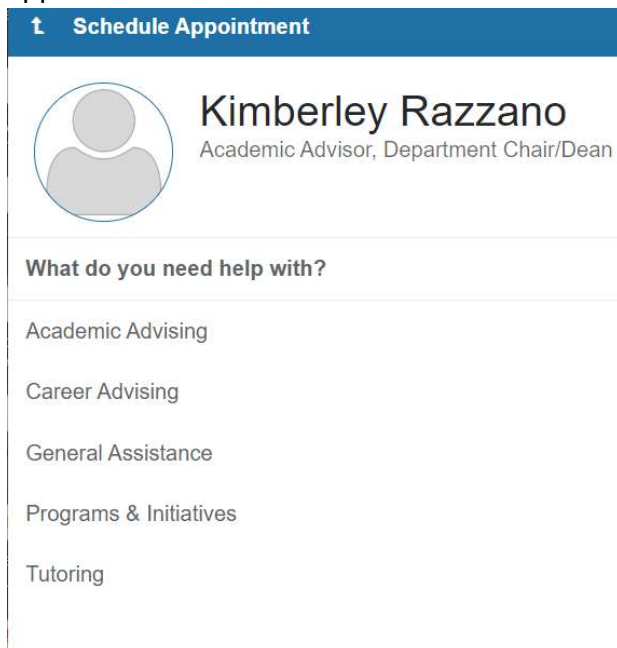 Schedule Appointment
Kimberley Razzano
Academic Advisor, Department Chair/Dean
What do you need help with?
Academic Advising
Career Advising
General Assistance
Programs & Initiatives
Tutoring